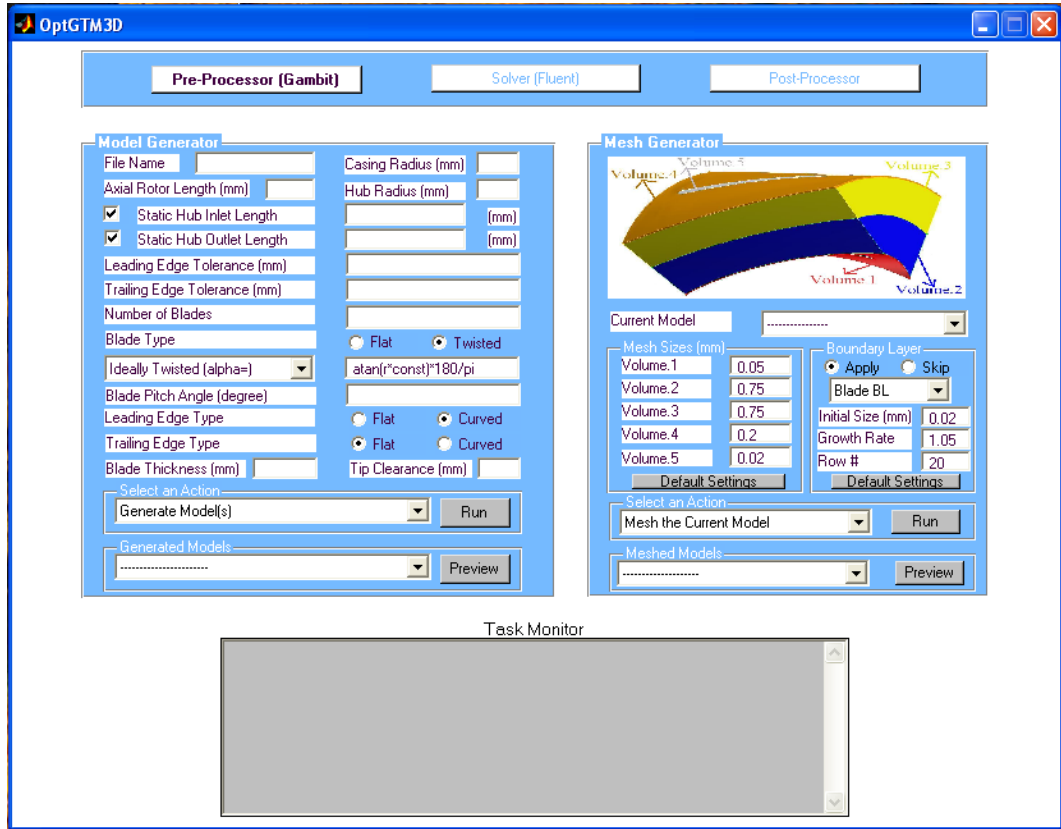 OptGTM3D
Pre-Processor (Gambit)
Solver (Fluent)
Post-Processor
Model Generator
File Name
Casing Radius (mm)
Axial Rotor Length (mm)
Hub Radius (mm)
Static Hub Inlet Length
(mm)
Static Hub Outlet Length
(mm)
Leading Edge Tolerance (mm)
Trailing Edge Tolerance (mm)
Number of Blades
Blade Type
Flat
Twisted
Ideally Twisted (alpha=)
atan(r*const)*180/pi
Blade Pitch Angle (degree)
Leading Edge Type
Flat
Curved
Trailing Edge Type
Flat
Curved
Blade Thickness (mm)
Tip Clearance (mm)
Select an Action
Generate Model(s)
Run
Generated Models
----------------------
Preview
Mesh Generator
Volume.5
Volume.3
Volume.4
Volume 1
Volume.2
Current Model
---------------
Mesh Sizes (mm)
Volume.1
0.05
Volume.2
0.75
Volume.3
0.75
Volume.4
0.2
Volume.5
0.02
Default Settings
Boundary Layer
Apply
Skip
Blade BL
Initial Size (mm)
0.02
Growth Rate
1.05
Row #
20
Default Settings
Select an Action
Mesh the Current Model
Run
Meshed Models
-------------------
Preview
Task Monitor